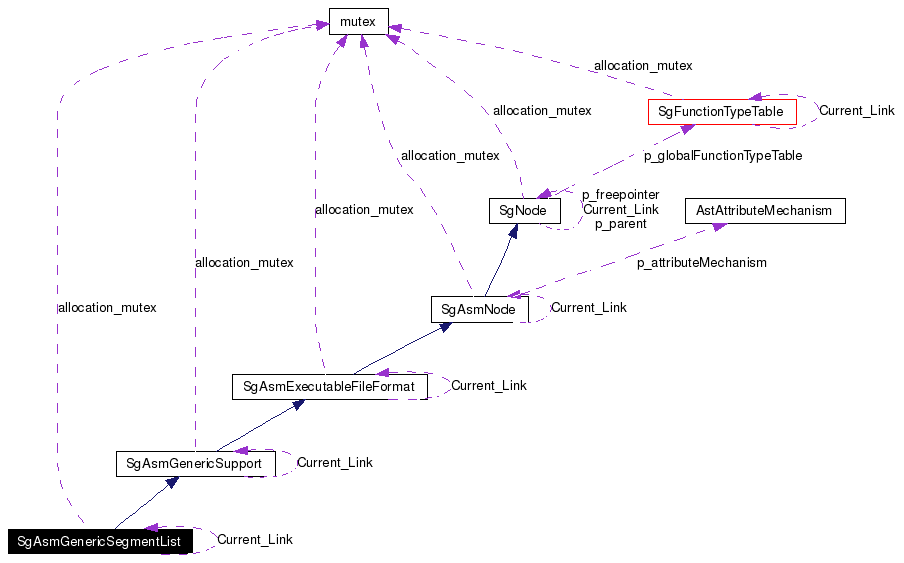 mutex
allocation_mutex
SgFunctionTypeTable
Current_Link
allocation_mutex
allocation_mutex
p_globalFunctionTypeTable
p_freepointer
Current_Link
p_parent
SgNode
AstAttributeMechanism
allocation_mutex
allocation_mutex
p_attributeMechanism
allocation_mutex
SgAsmNode
Current_Link
SgAsmExecutableFileFormat
Current_Link
SgAsmGenericSupport
Current_Link
SgAsmGenericSegmentList
Current_Link